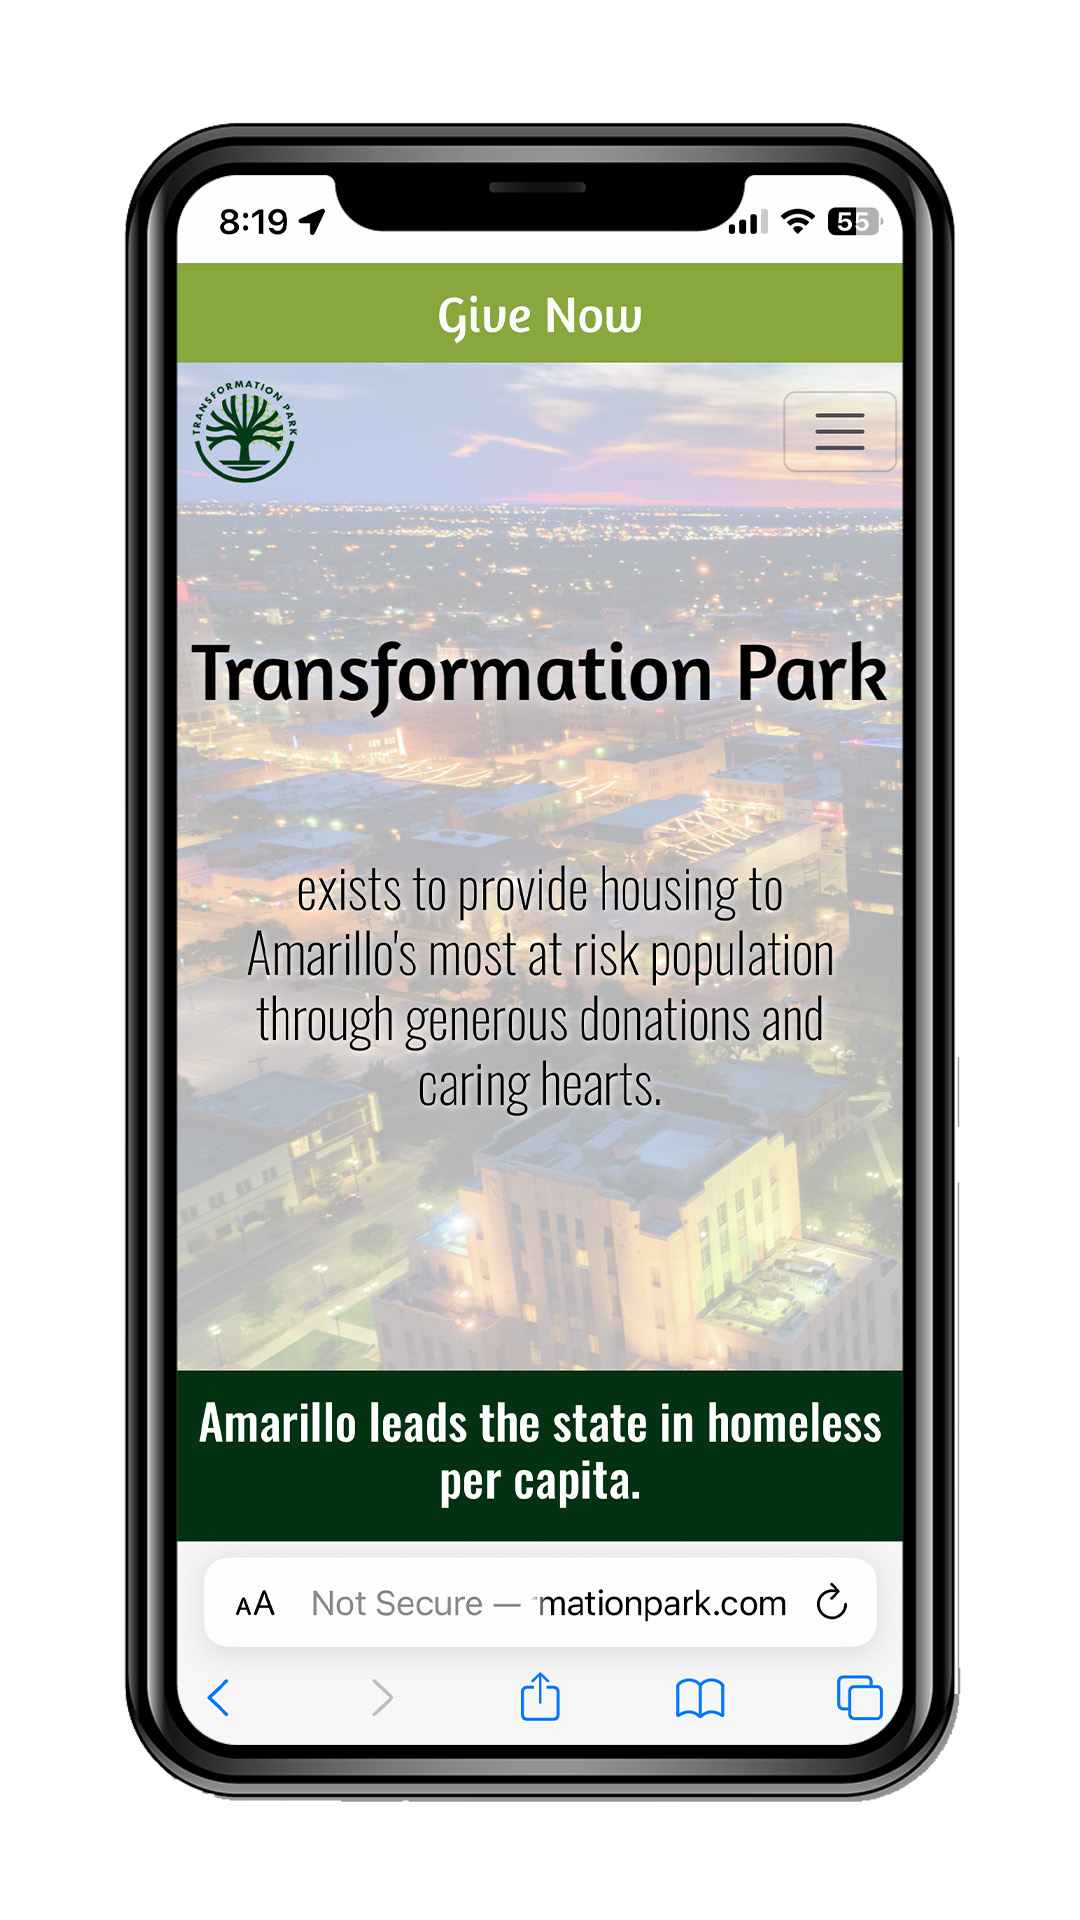 8:19
55
Give Now
TRANSFORMATION PARK
Transformation Park
exists to provide housing to
Amarillo's most at risk population
through generous donations and
caring hearts.
Amarillo leads the state in homeless
per capita.
AA Not Secure — mationpark.com